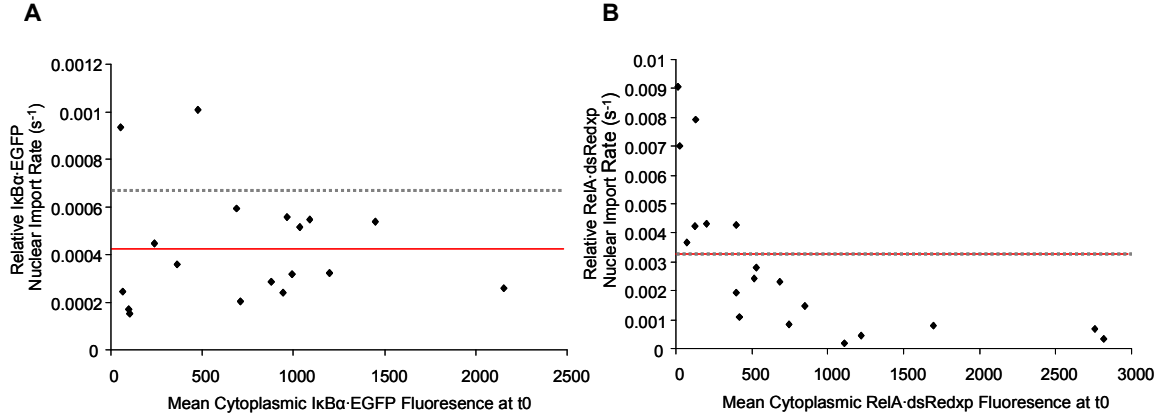 A
Relative IκBα·EGFP
Nuclear Import Rate (s-1)
0.0012
0.001
0.0008
0.0006
0.0004
0.0002
0
0 500 1000 1500 2000 2500
Mean Cytoplasmic IκBα·EGFP Fluoresence at t0
B
Relative RelA·dsRedxp
Nuclear Import Rate (s-1)
0.01
0.009
0.008
0.007
0.006
0.005
0.004
0.003
0.002
0.001
0
0 500 1000 1500 2000 2500 3000
Mean Cytoplasmic RelA·dsRedxp Fluoresence at t0